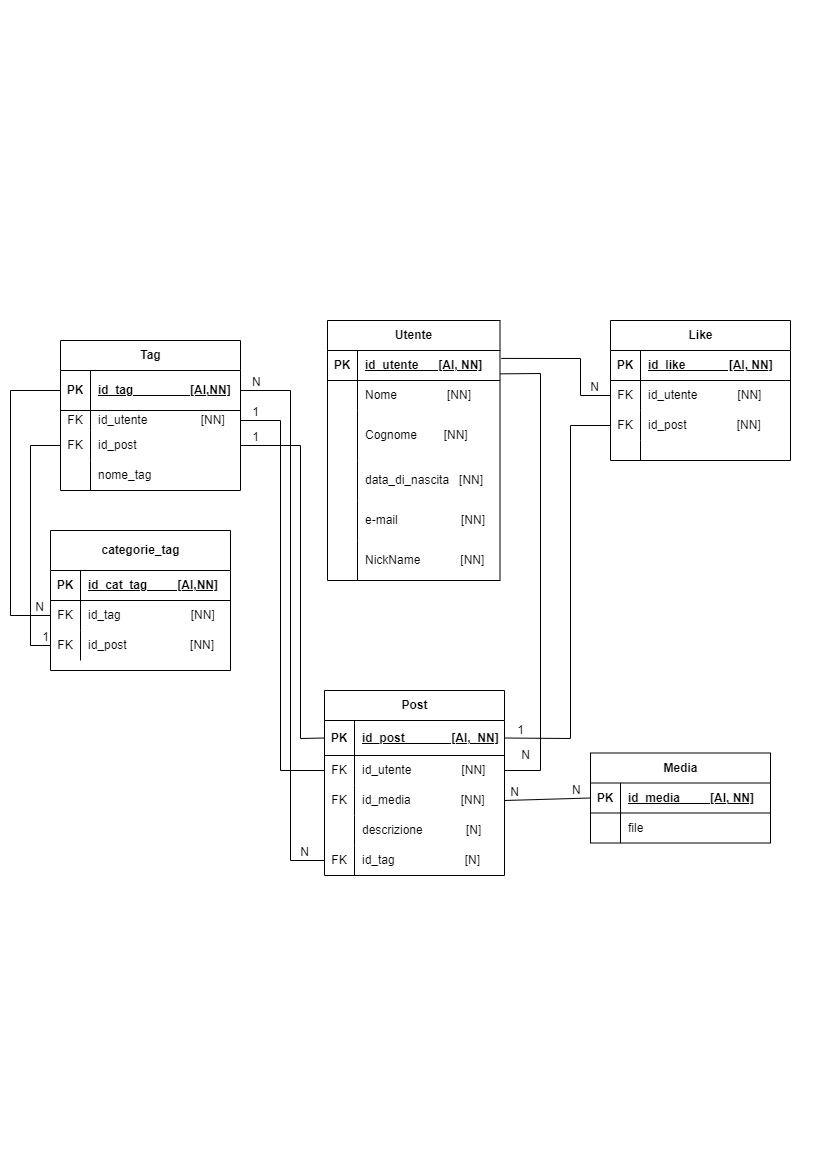 Tag
PK id_tag [AI,NN]
FK id_utente [NN]
FK id_post
nome_tag
N
1
1
categorie_tag
PK id_cat_tag [AI,NN]
N FK id_tag [NN]
1 FK id_post [NN]
Utente
PK id_utente [AI, NN]
Nome [NN]
Cognome [NN]
data_di_nascita [NN]
e-mail [NN]
NickName [NN]
Like
PK id_like [AI, NN]
N FK id_utente [NN]
FK id_post [NN]
Post
PK id_post [AI, NN] 1
N
FK id_utente [NN]
FK id_media [NN] N
descrizione [N]
N FK id_tag [N]
Media
N PK id_media [AI, NN]
file